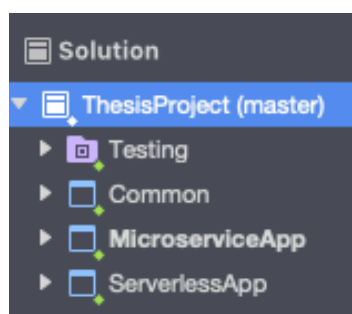 Solution
ThesisProject (master)
Testing
Common
MicroserviceApp
ServerlessApp